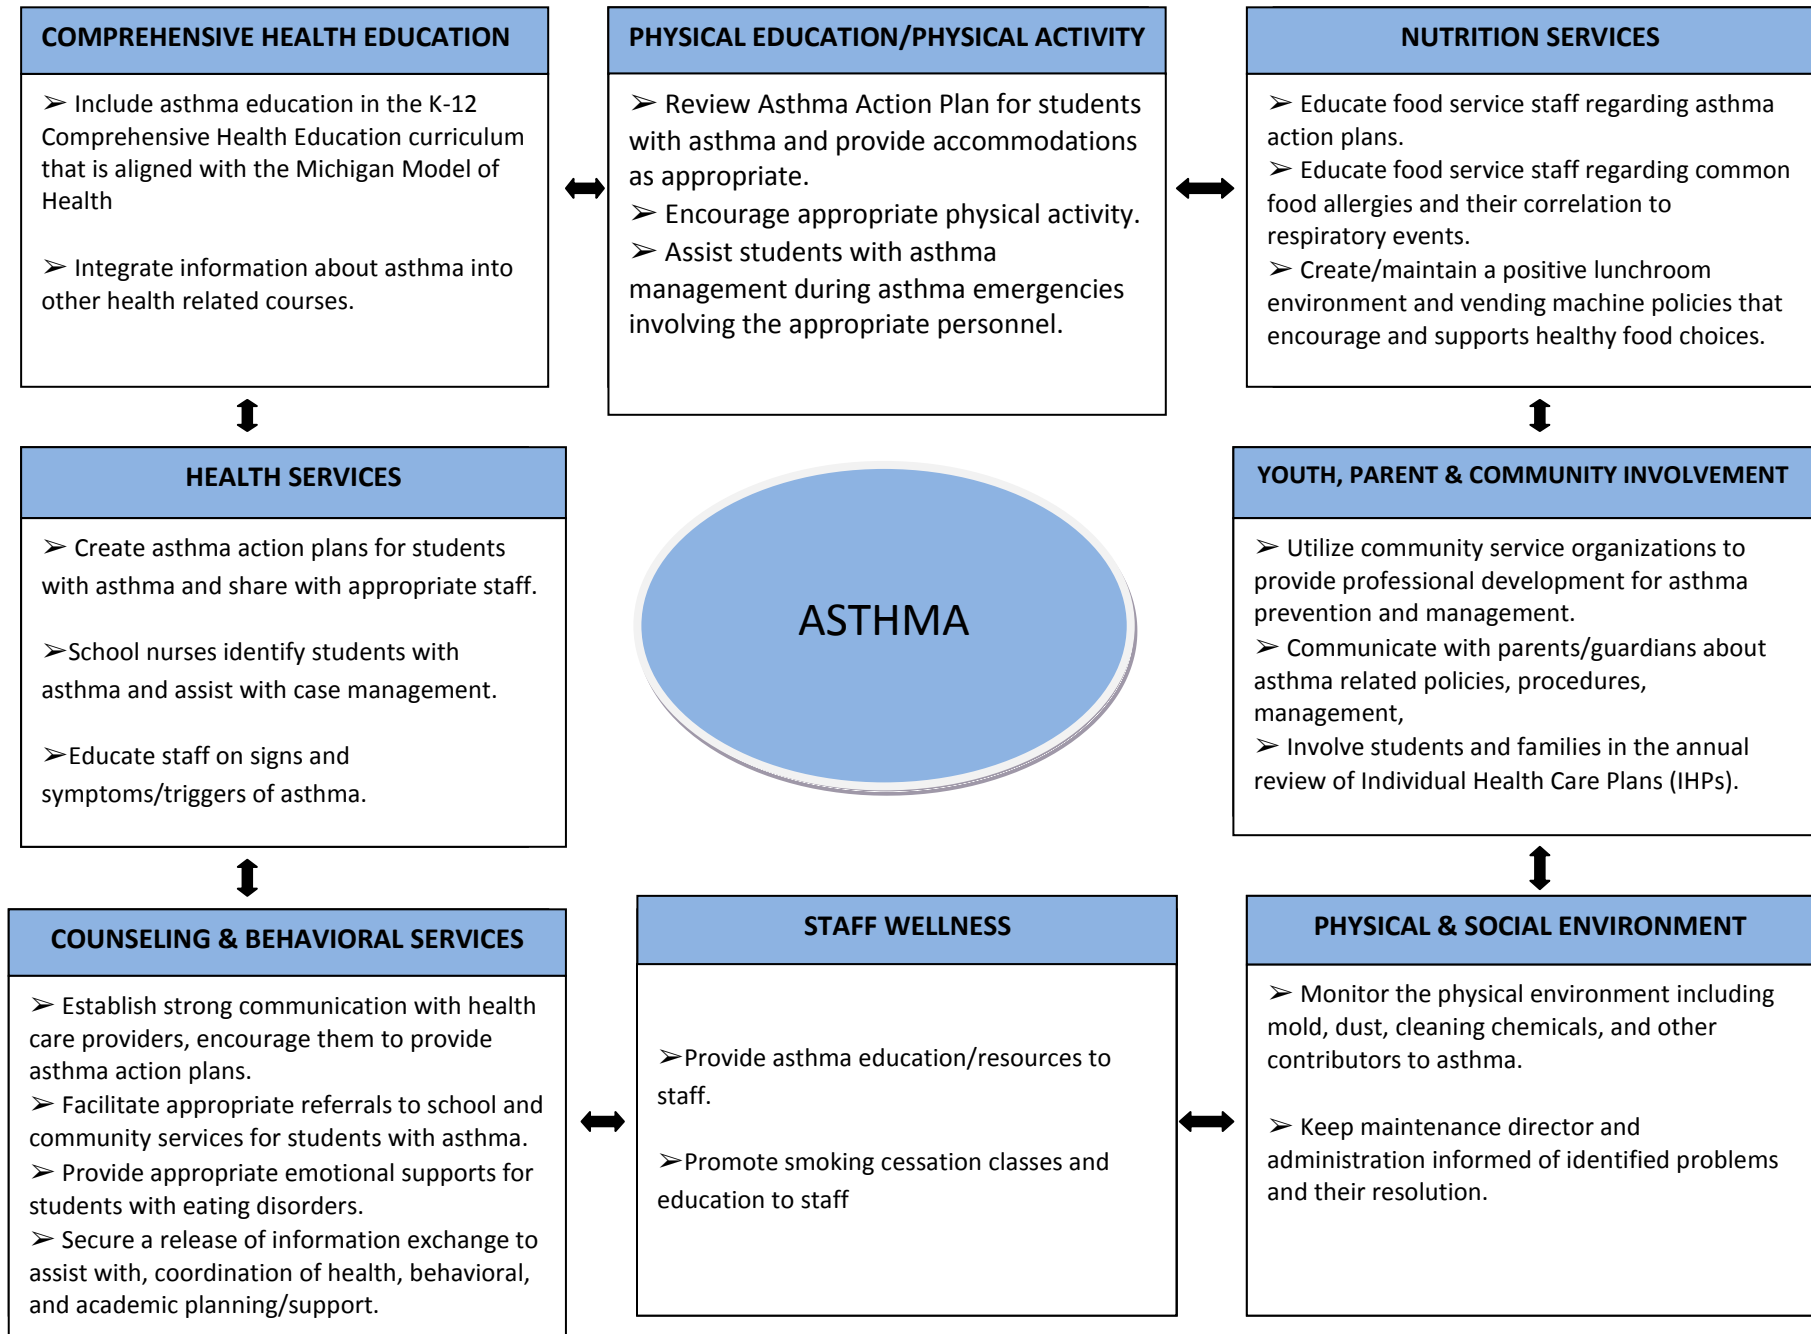 COMPREHENSIVE HEALTH EDUCATION
➢ Include asthma education in the K-12
Comprehensive Health Education curriculum
that is aligned with the Michigan Model of
Health
➢ Integrate information about asthma into
other health related courses.
PHYSICAL EDUCATION/PHYSICAL ACTIVITY
➢ Review Asthma Action Plan for students
with asthma and provide accommodations
as appropriate.
➢ Encourage appropriate physical activity.
➢ Assist students with asthma
management during asthma emergencies
involving the appropriate personnel.
NUTRITION SERVICES
➢ Educate food service staff regarding asthma
action plans.
➢ Educate food service staff regarding common
food allergies and their correlation to
respiratory events.
➢ Create/maintain a positive lunchroom
environment and vending machine policies that
encourage and supports healthy food choices.
HEALTH SERVICES
➢ Create asthma action plans for students
with asthma and share with appropriate staff.
➢School nurses identify students with
asthma and assist with case management.
➢Educate staff on signs and
symptoms/triggers of asthma.
ASTHMA
YOUTH, PARENT & COMMUNITY INVOLVEMENT
➢ Utilize community service organizations to
provide professional development for asthma
prevention and management.
➢ Communicate with parents/guardians about
asthma related policies, procedures,
management,
➢ Involve students and families in the annual
review of Individual Health Care Plans (IHPs).
COUNSELING & BEHAVIORAL SERVICES
➢ Establish strong communication with health
care providers, encourage them to provide
asthma action plans.
➢ Facilitate appropriate referrals to school and
community services for students with asthma.
➢ Provide appropriate emotional supports for
students with eating disorders.
➢ Secure a release of information exchange to
assist with, coordination of health, behavioral,
and academic planning/support.
STAFF WELLNESS
➢Provide asthma education/resources to
staff.
➢Promote smoking cessation classes and
education to staff
PHYSICAL & SOCIAL ENVIRONMENT
➢ Monitor the physical environment including
mold, dust, cleaning chemicals, and other
contributors to asthma.
➢ Keep maintenance director and
administration informed of identified problems
and their resolution.